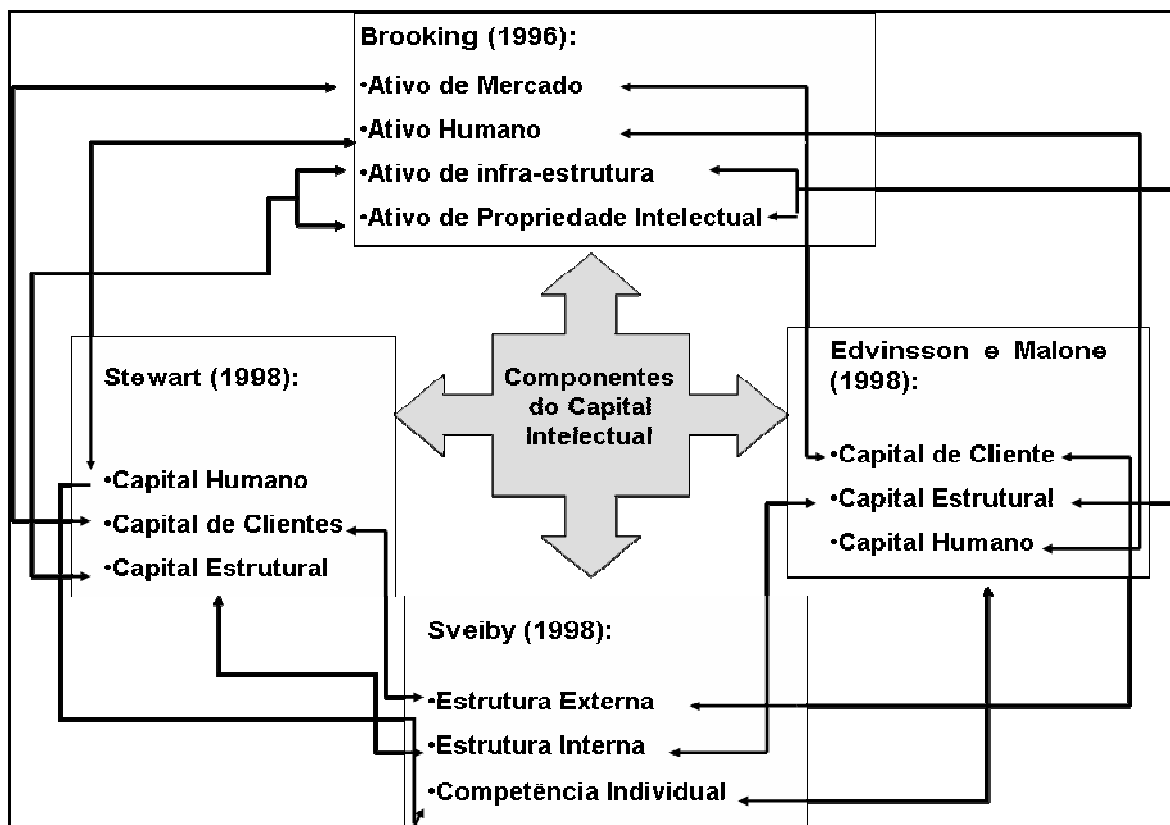 Brooking (1996):
•Ativo de Mercado
•Ativo Humano
•Ativo de infra-estrutura
•Ativo de Propriedade Intelectual
Stewart (1998):
•Capital Humano
•Capital de Clientes
•Capital Estrutural
Componentes
do Capital
Intelectual
Edvinsson e Malone
(1998):
•Capital de Cliente
•Capital Estrutural
•Capital Humano
Sveiby (1998):
•Estrutura Externa
•Estrutura Interna
•Competência Individual